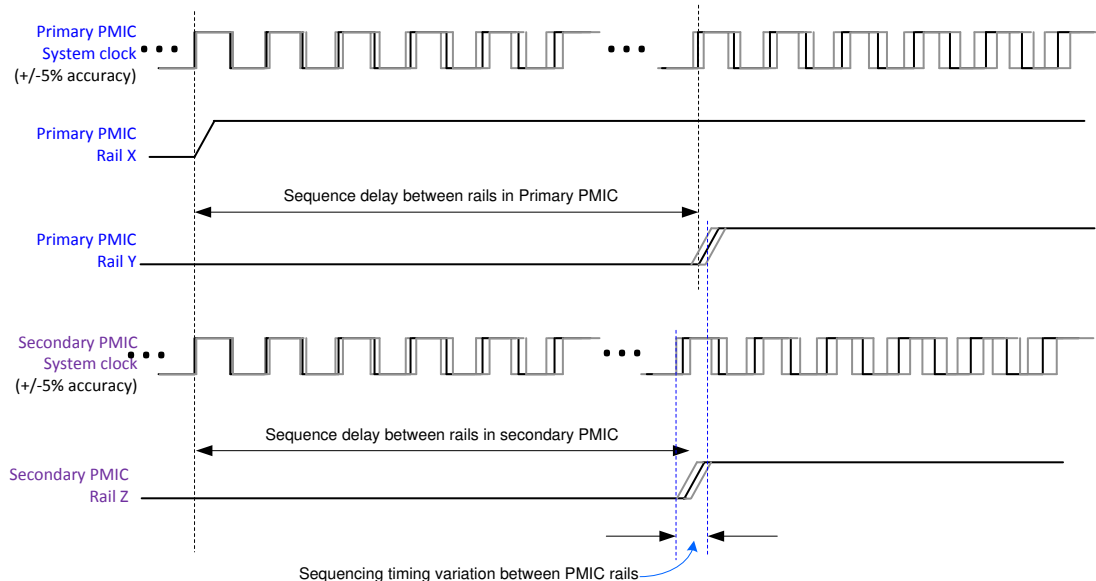 Primary PMIC
System clock
(+/-5% accuracy)
Primary PMIC
Rail X
Sequence delay between rails in Primary PMIC
Primary PMIC
Rail Y
Secondary PMIC
System clock
(+/-5% accuracy)
Sequence delay between rails in secondary PMIC
Secondary PMIC
Rail Z
Sequencing timing variation between PMIC rails